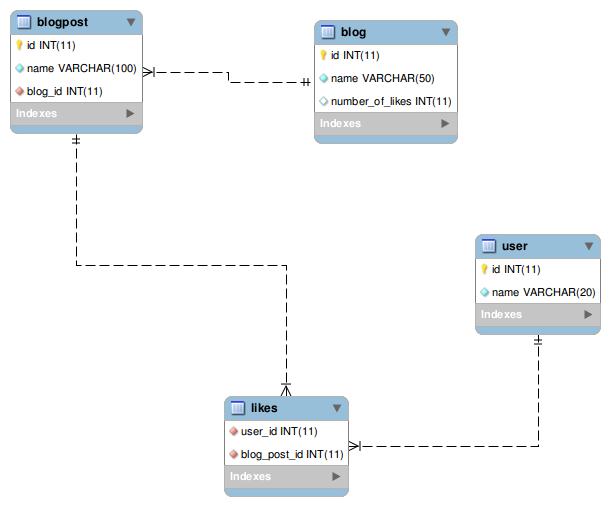 blogpost
id INT(11)
name VARCHAR(100)
blog_id INT(11)
Indexes
blog
id INT(11)
name VARCHAR(50)
number_of_likes INT(11)
Indexes
user
id INT(11)
name VARCHAR(20)
Indexes
likes
user_id INT(11)
blog_post_id INT(11)
Indexes